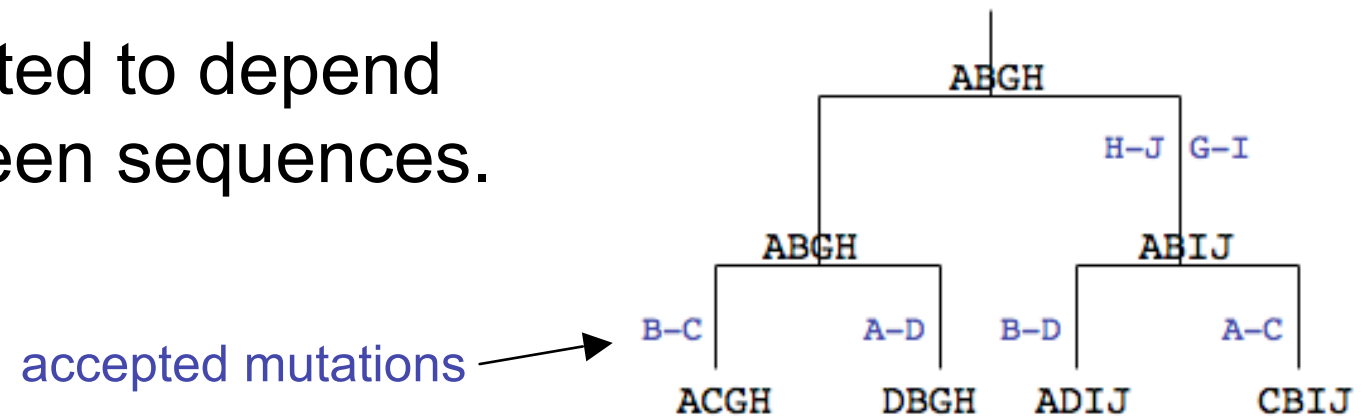 ted to depend
een sequences.
ABGH
H–J G–I
ABGH ABIJ
B–C A–D B–D A–C
accepted mutations
ACGH DBGH ADIJ CBIJ